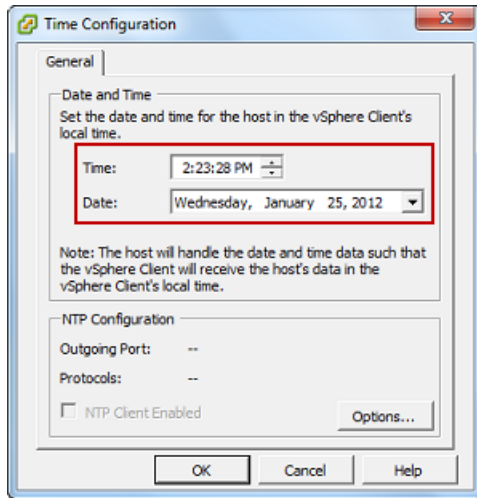 Time Configuration
General
Date and Time
Set the date and time for the host in the vSphere Client's
local time.
Time: 2:23:28 PM
Date: Wednesday, January 25, 2012
Note: The host will handle the date and time data such that
the vSphere Client will receive the host's data in the
vSphere Client's local time.
NTP Configuration
Outgoing Port: --
Protocols: --
NTP Client Enabled
Options...
OK Cancel Help